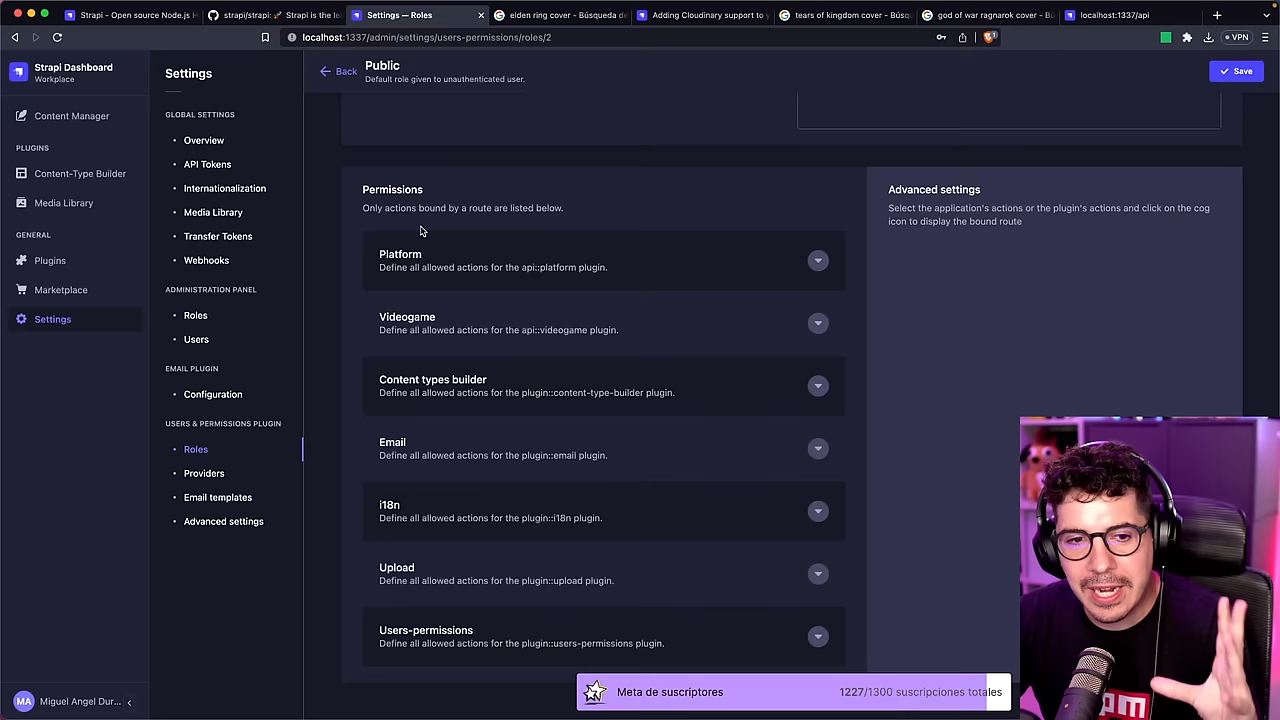 Strapi - Open source Node.js H
strapi/strapi: 🚀 Strapi is the lea
Settings — Roles
elden ring cover - Búsqueda de
Adding Cloudinary support to y
tears of kingdom cover - Búsqu
god of war ragnarok cover - Bú
localhost:1337/api
localhost:1337/admin/settings/users-permissions/roles/2
VPN
Strapi Dashboard
Workplace
Content Manager
PLUGINS
Content-Type Builder
Media Library
GENERAL
Plugins
Marketplace
Settings
MA
Miguel Angel Dur...
Settings
GLOBAL SETTINGS
Overview
API Tokens
Internationalization
Media Library
Transfer Tokens
Webhooks
ADMINISTRATION PANEL
Roles
Users
EMAIL PLUGIN
Configuration
USERS & PERMISSIONS PLUGIN
Roles
Providers
Email templates
Advanced settings
Back
Public
Default role given to unauthenticated user.
Save
Permissions
Only actions bound by a route are listed below.
Platform
Define all allowed actions for the api::platform plugin.
Videogame
Define all allowed actions for the api::videogame plugin.
Content types builder
Define all allowed actions for the plugin::content-type-builder plugin.
Email
Define all allowed actions for the plugin::email plugin.
i18n
Define all allowed actions for the plugin::i18n plugin.
Upload
Define all allowed actions for the plugin::upload plugin.
Users-permissions
Define all allowed actions for the plugin::users-permissions plugin.
Advanced settings
Select the application's actions or the plugin's actions and click on the cog
icon to display the bound route
Meta de suscriptores
1227/1300 suscripciones totales